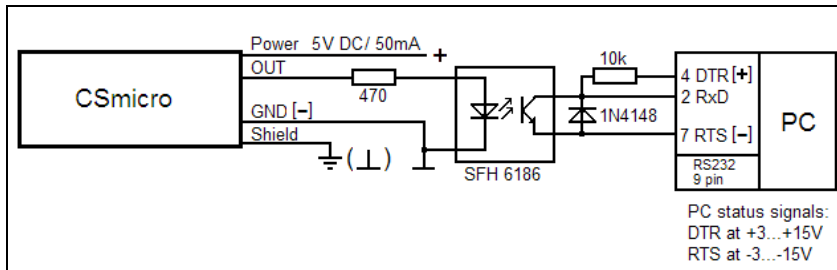 CSmicro
Power 5V DC/ 50mA +
OUT
470
GND [−]
Shield
(⊥)
SFH 6186
10k
1N4148
4 DTR [+]
2 RxD
7 RTS [−]
PC
RS232
9 pin
PC status signals:
DTR at +3...+15V
RTS at -3...-15V